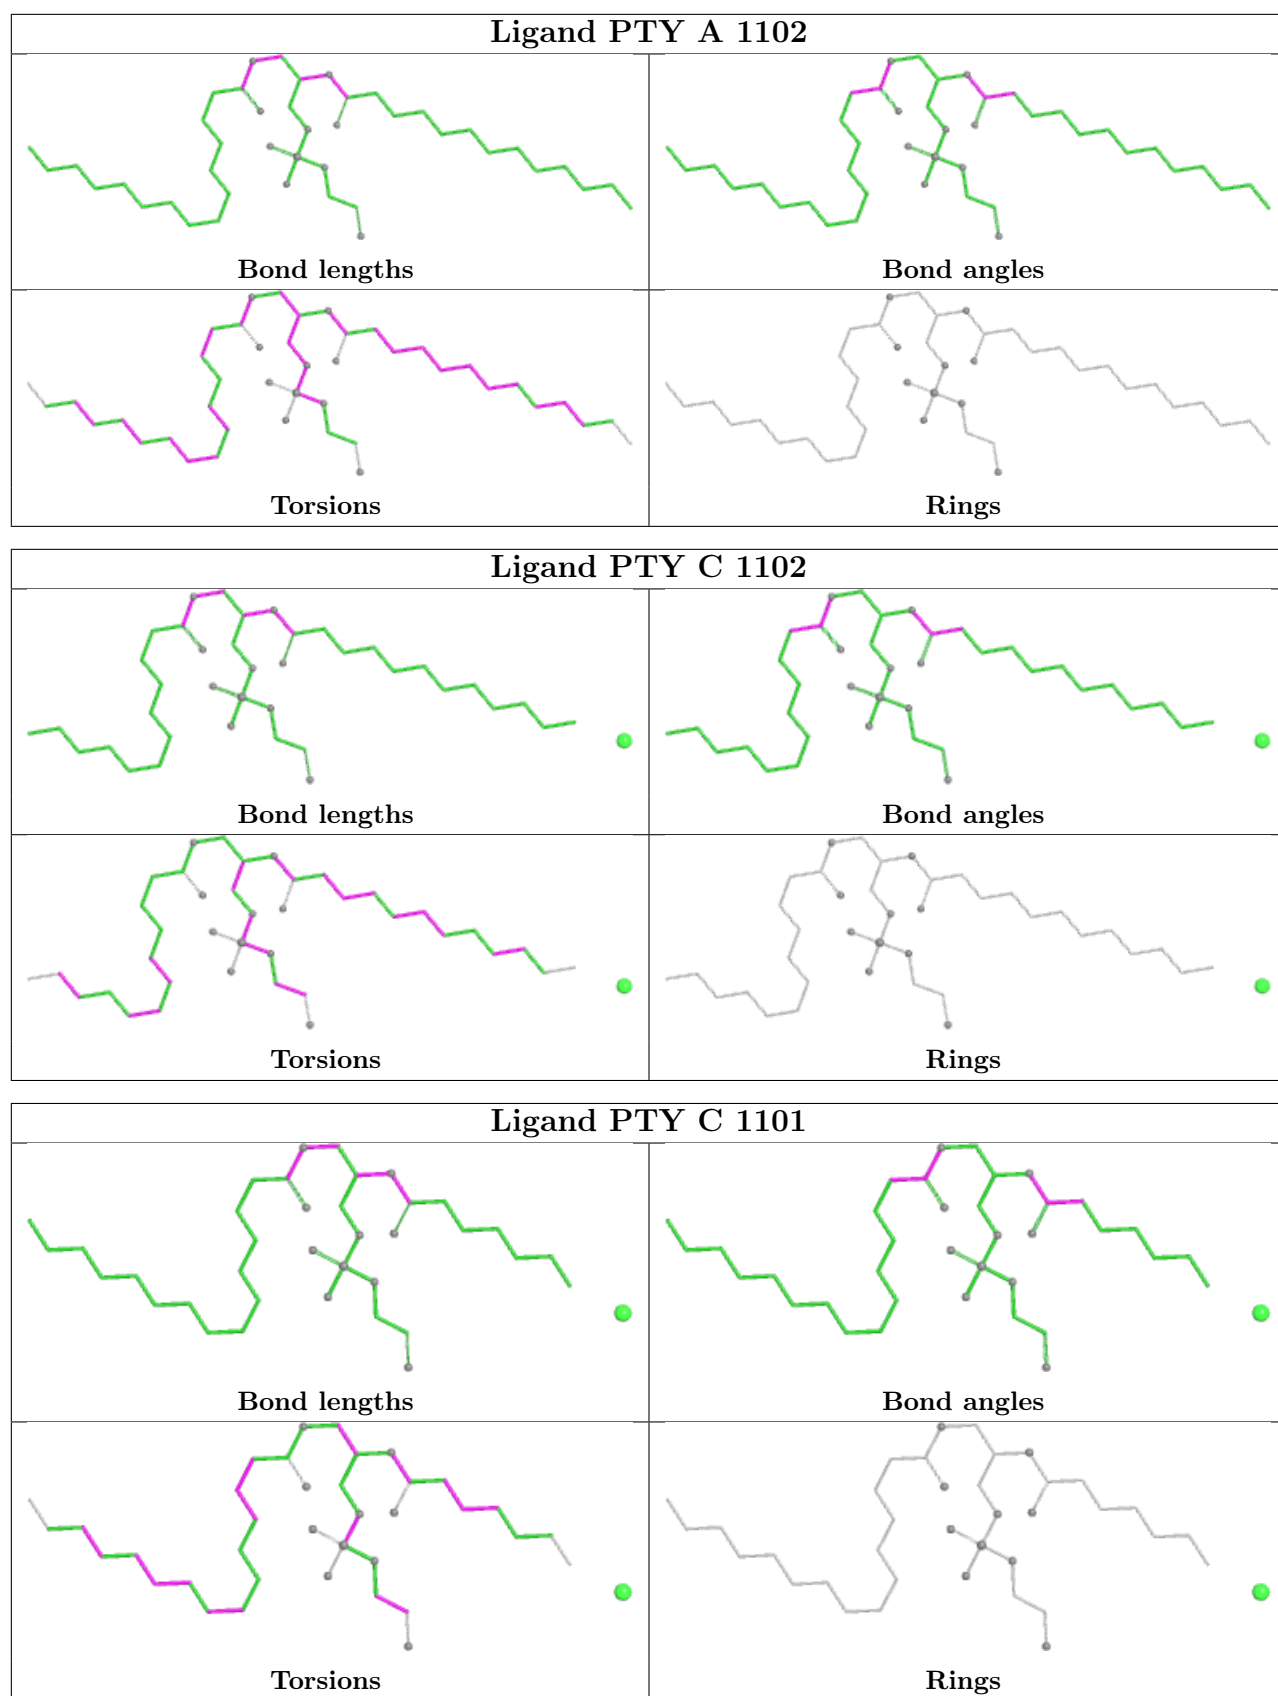 Ligand PTY A 1102
Bond lengths
Bond angles
Torsions
Rings
Ligand PTY C 1102
Bond lengths
Bond angles
Torsions
Rings
Ligand PTY C 1101
Bond lengths
Bond angles
Torsions
Rings